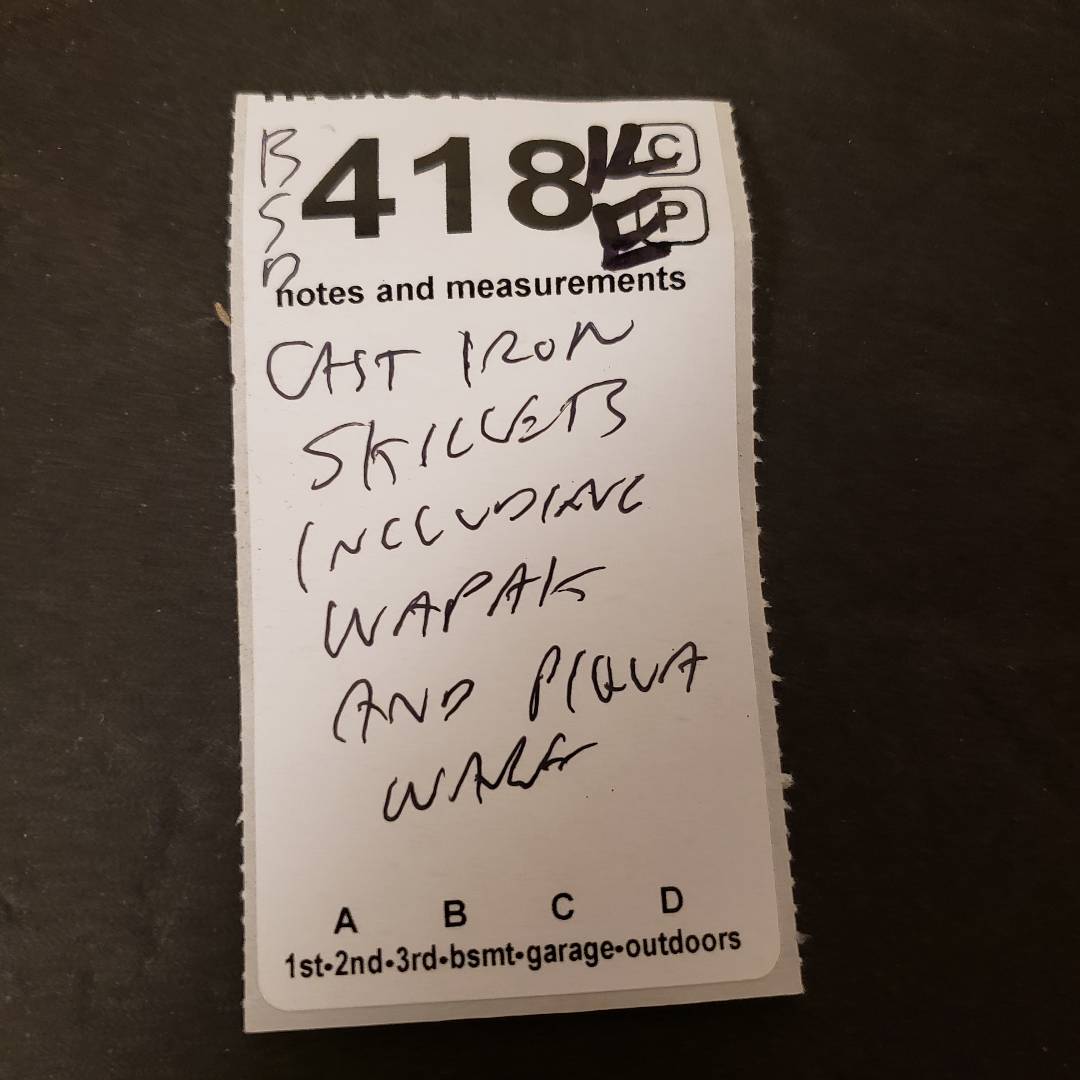 B
S
D
418
C
P
notes and measurements
CAST IRON
SKILLETS
INCLUDING
WAPAK
AND PIQUA
WARE
A B C D
1st•2nd•3rd•bsmt•garage•outdoors